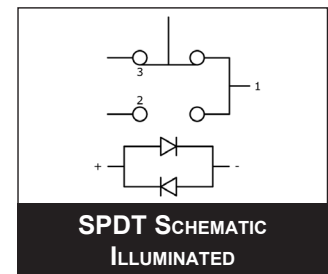 3
1
2
+ -
SPDT SCHEMATIC
ILLUMINATED